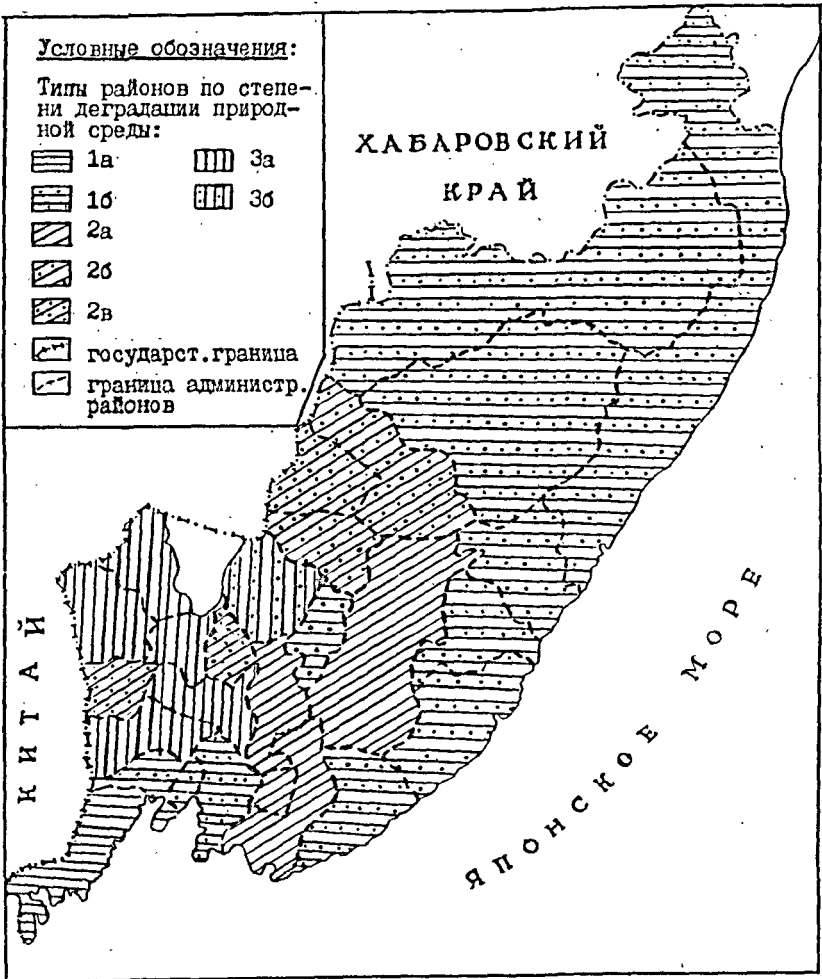 Условные обозначения:
Типы районов по степе-
ни деградации природ-
ной среды:
1а
3а
1б
3б
2а
2б
2в
государст. граница
граница администр.
районов
ХАБАРОВСКИЙ
КРАЙ
КИТАЙ
ЯПОНСКОЕ МОРЕ